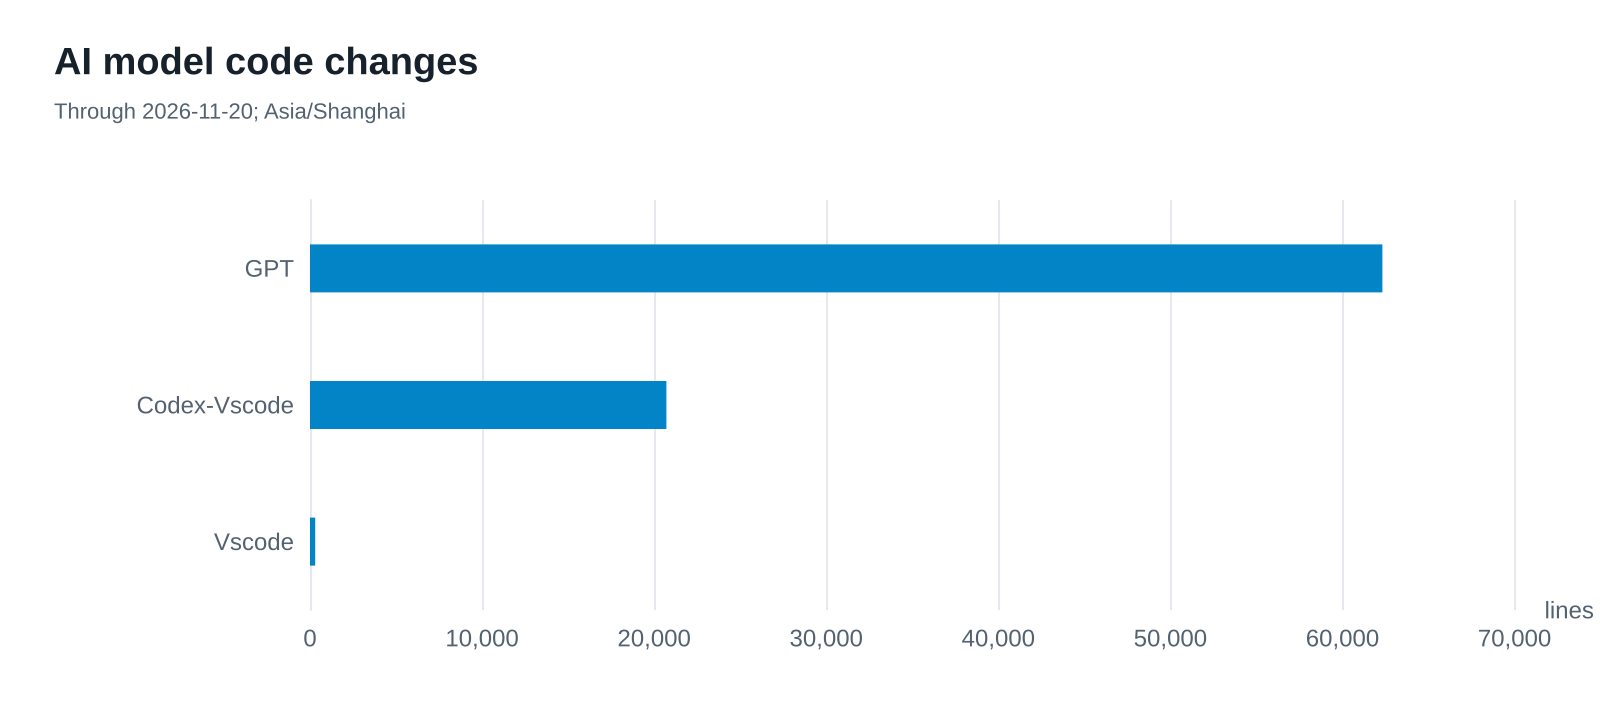 AI model code changes
Through 2026-11-20; Asia/Shanghai
GPT
Codex-Vscode
Vscode
lines
0 10,000 20,000 30,000 40,000 50,000 60,000 70,000